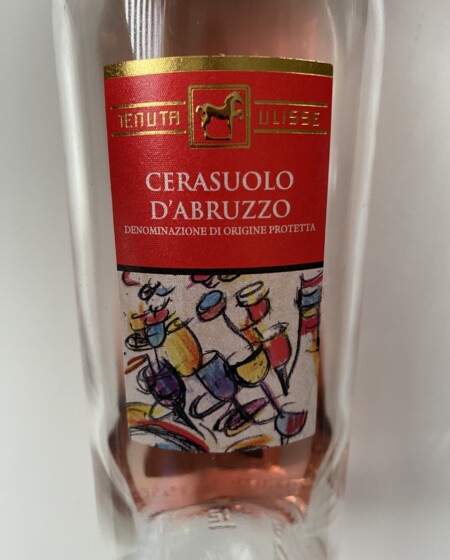 TENUTA ULISSE
CERASUOLO
D'ABRUZZO
DENOMINAZIONE DI ORIGINE PROTETTA